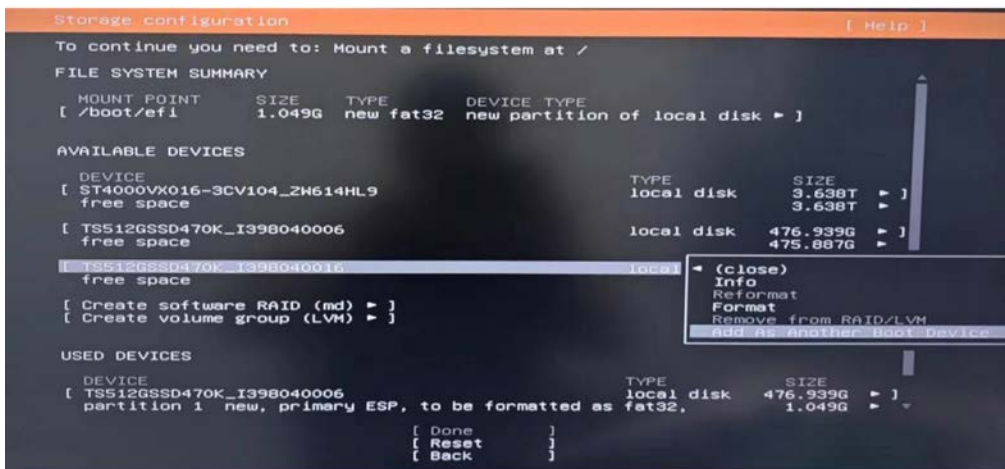 Storage configuration [ Help ]
To continue you need to: Mount a filesystem at /
FILE SYSTEM SUMMARY
MOUNT POINT SIZE TYPE DEVICE TYPE
[ /boot/efi 1.049G new fat32 new partition of local disk ► ]
AVAILABLE DEVICES
DEVICE TYPE SIZE
[ ST4000VX016-3CV104_ZW614HL9 local disk 3.638T ► ]
free space 3.638T ►
[ TS512GSSD470K_I398040006 local disk 476.939G ► ]
free space 475.887G ►
[ TS512GSSD470K_I398040016 local ◄ (close)
free space Info
Reformat
[ Create software RAID (md) ► ] Format
[ Create volume group (LVM) ► ] Remove from RAID/LVM
Add As Another Boot Device
USED DEVICES
DEVICE TYPE SIZE
[ TS512GSSD470K_I398040006 local disk 476.939G ► ]
partition 1 new, primary ESP, to be formatted as fat32, 1.049G ►
[ Done ]
[ Reset ]
[ Back ]